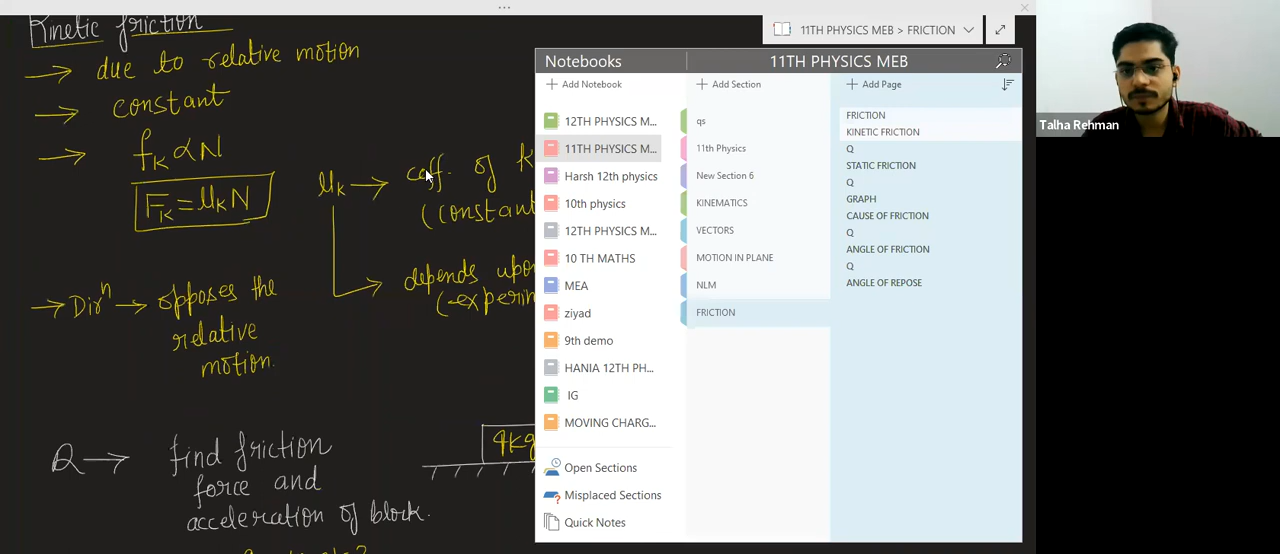 Kinetic friction
→ due to relative motion
→ constant
→ fK ∝ N
FK = μK N
μK → coff. of K
(constant
depends upon
(-experim
→ Dirⁿ → opposes the
relative
motion.
Q → find friction
force and
acceleration of block.
4kg
11TH PHYSICS MEB > FRICTION
Notebooks
11TH PHYSICS MEB
+ Add Notebook
+ Add Section
+ Add Page
12TH PHYSICS M...
11TH PHYSICS M...
Harsh 12th physics
10th physics
12TH PHYSICS M...
10 TH MATHS
MEA
ziyad
9th demo
HANIA 12TH PH...
IG
MOVING CHARG...
Open Sections
Misplaced Sections
Quick Notes
qs
11th Physics
New Section 6
KINEMATICS
VECTORS
MOTION IN PLANE
NLM
FRICTION
FRICTION
KINETIC FRICTION
Q
STATIC FRICTION
Q
GRAPH
CAUSE OF FRICTION
Q
ANGLE OF FRICTION
Q
ANGLE OF REPOSE
Talha Rehman